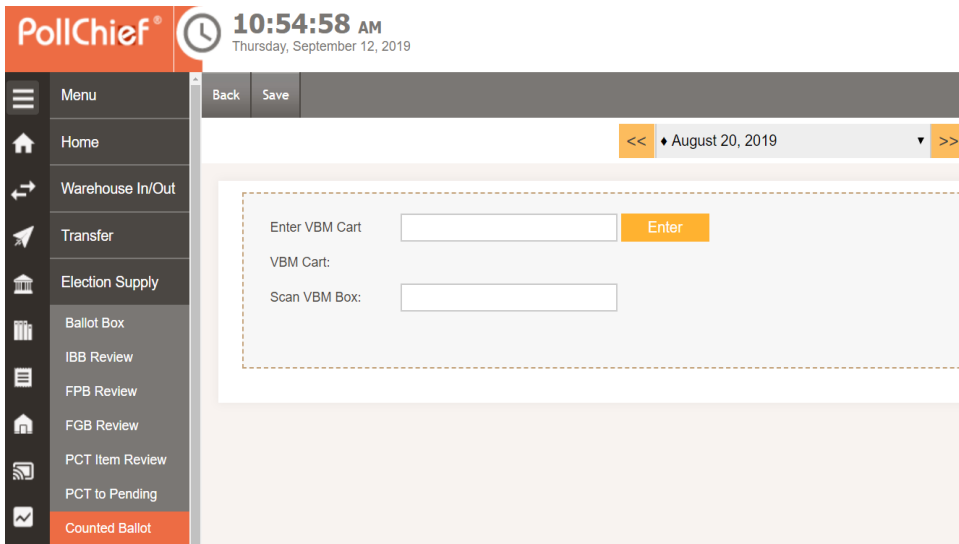 PollChief®
10:54:58 AM
Thursday, September 12, 2019
Menu
Back Save
Home
<< ♦ August 20, 2019 ▼ >>
Warehouse In/Out
Transfer
Enter VBM Cart Enter
VBM Cart:
Election Supply
Scan VBM Box:
Ballot Box
IBB Review
FPB Review
FGB Review
PCT Item Review
PCT to Pending
Counted Ballot